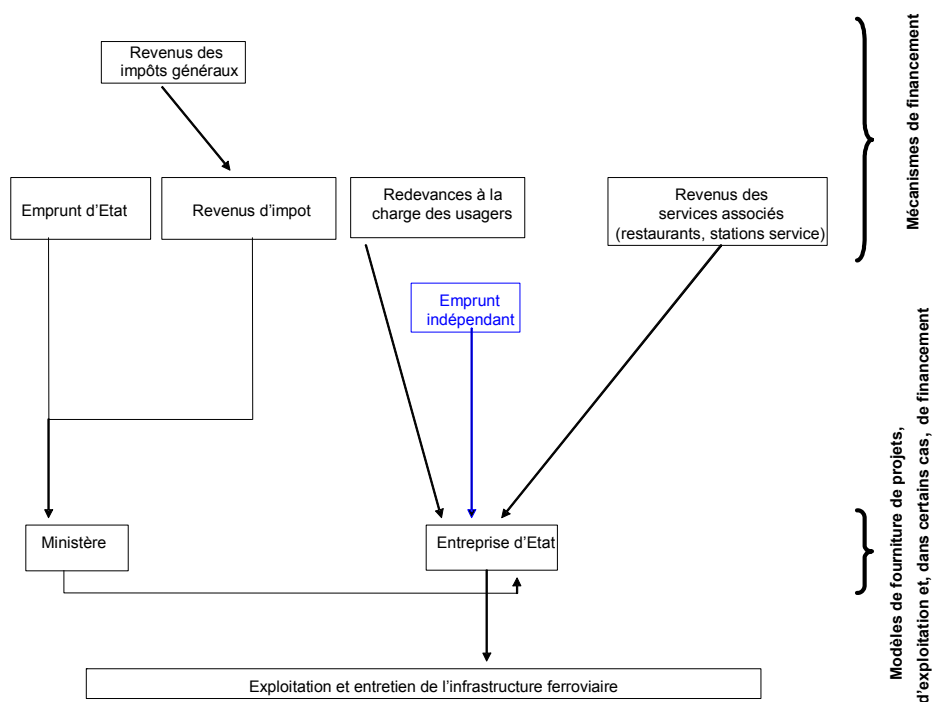 Revenus des
impôts généraux
Emprunt d'Etat
Revenus d'impot
Redevances à la
charge des usagers
Revenus des
services associés
(restaurants, stations service)
Emprunt
indépendant
Mécanismes de financement
Ministère
Entreprise d'Etat
Exploitation et entretien de l'infrastructure ferroviaire
Modèles de fourniture de projets,
d'exploitation et, dans certains cas, de financement